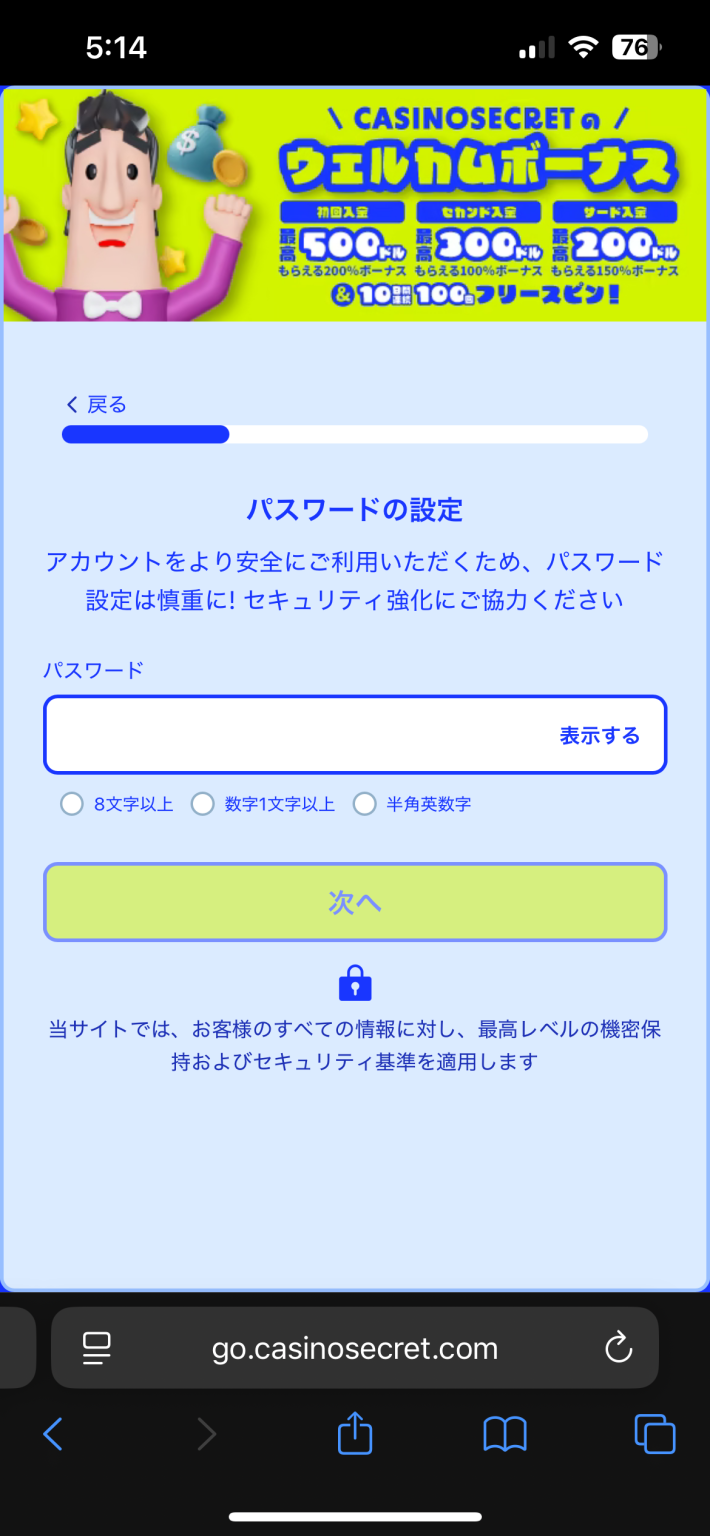 5:14
76
\ CASINOSECRETの /
ウェルカムボーナス
初回入金 セカンド入金 サード入金
最高500ドル 最高300ドル 最高200ドル
もらえる200%ボーナス もらえる100%ボーナス もらえる150%ボーナス
&10日間連続100回フリースピン!
戻る
パスワードの設定
アカウントをより安全にご利用いただくため、パスワード
設定は慎重に! セキュリティ強化にご協力ください
パスワード
表示する
8文字以上 数字1文字以上 半角英数字
次へ
当サイトでは、お客様のすべての情報に対し、最高レベルの機密保
持およびセキュリティ基準を適用します
go.casinosecret.com